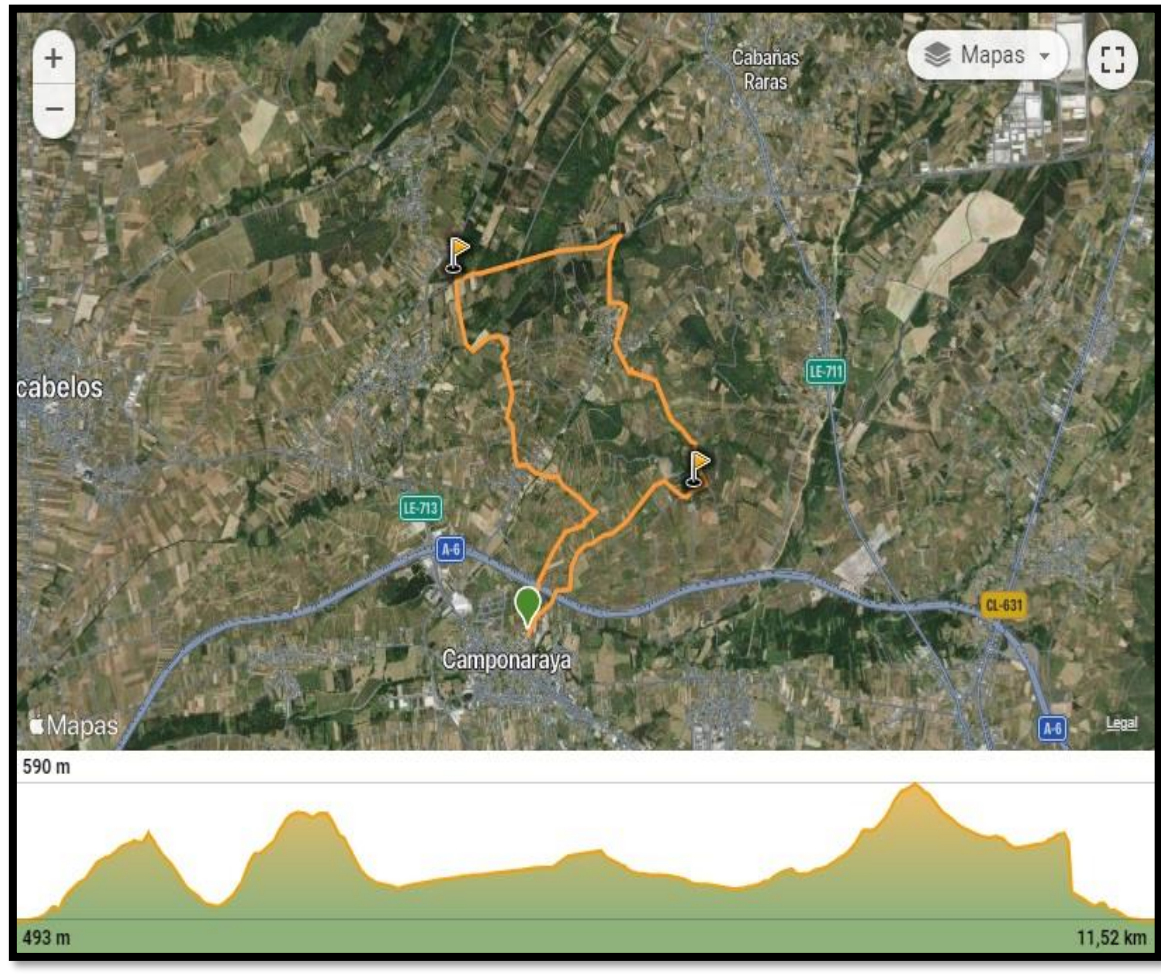 +
Cabañas
Raras
Mapas
−
cabelos
LE-711
LE-713
A-6
CL-631
Camponaraya
Mapas
A-6
Legal
590 m
493 m
11,52 km